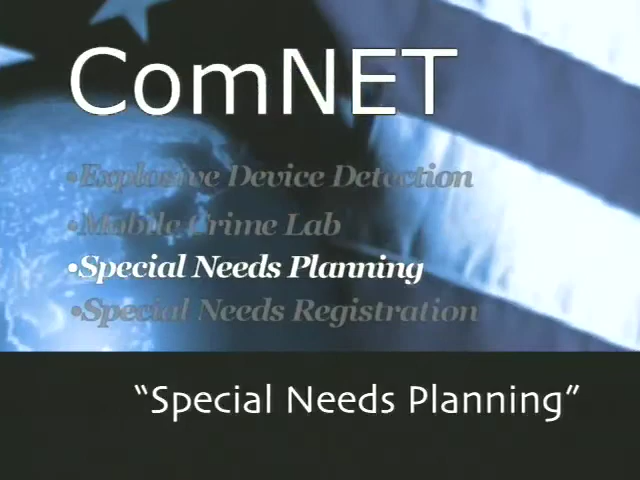 ComNET
•Explosive Device Detection
•Mobile Crime Lab
•Special Needs Planning
•Special Needs Registration
“Special Needs Planning”